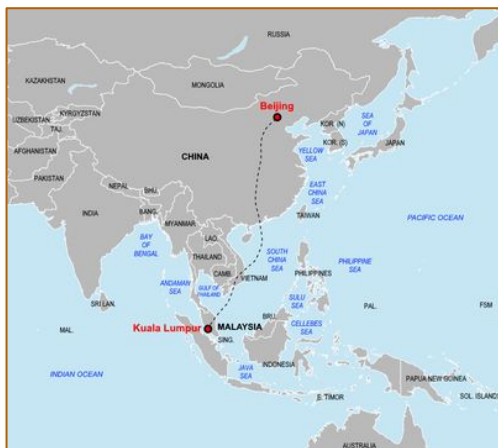 RUSSIA
KAZAKHSTAN
MONGOLIA
UZBEKISTAN
KYRGYZSTAN
TAJ.
Beijing
KOR. (N)
SEA
OF
JAPAN
AFGHANISTAN
CHINA
KOR. (S)
JAPAN
YELLOW
SEA
PAKISTAN
NEPAL
BHU.
EAST
CHINA
SEA
BANG.
TAIWAN
INDIA
MYANMAR
PACIFIC OCEAN
LAO.
BAY
OF
BENGAL
THAILAND
SOUTH
CHINA
SEA
PHILIPPINE
SEA
CAMB.
VIETNAM
PHILIPPINES
ANDAMAN
SEA
GULF OF
THAILAND
SRI LAN.
SULU
SEA
PAL.
FSM
MAL.
Kuala Lumpur
MALAYSIA
BRU.
CELLEBES
SEA
SING.
INDIAN OCEAN
JAVA
SEA
INDONESIA
PAPUA NEW GUINEA
E. TIMOR
SOL. ISLANDS
AUSTRALIA